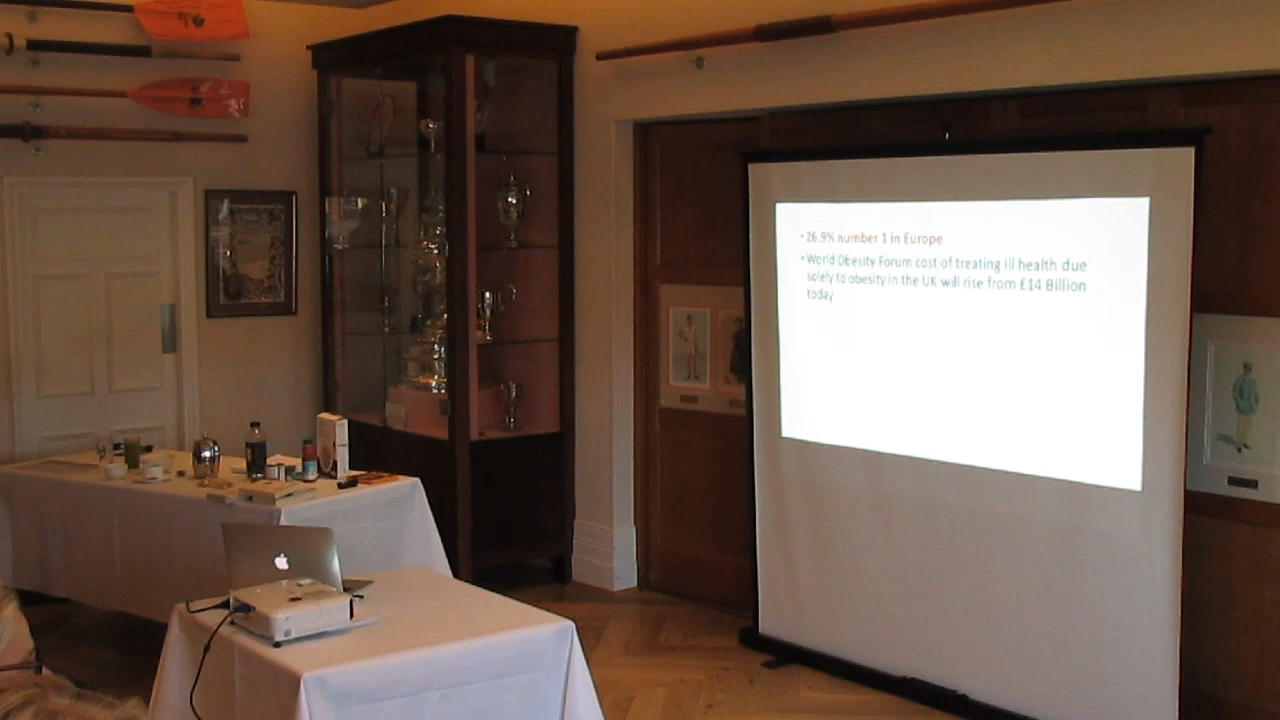 • 26.9% number 1 in Europe
• World Obesity Forum cost of treating ill health due
solely to obesity in the UK will rise from £14 Billion
today